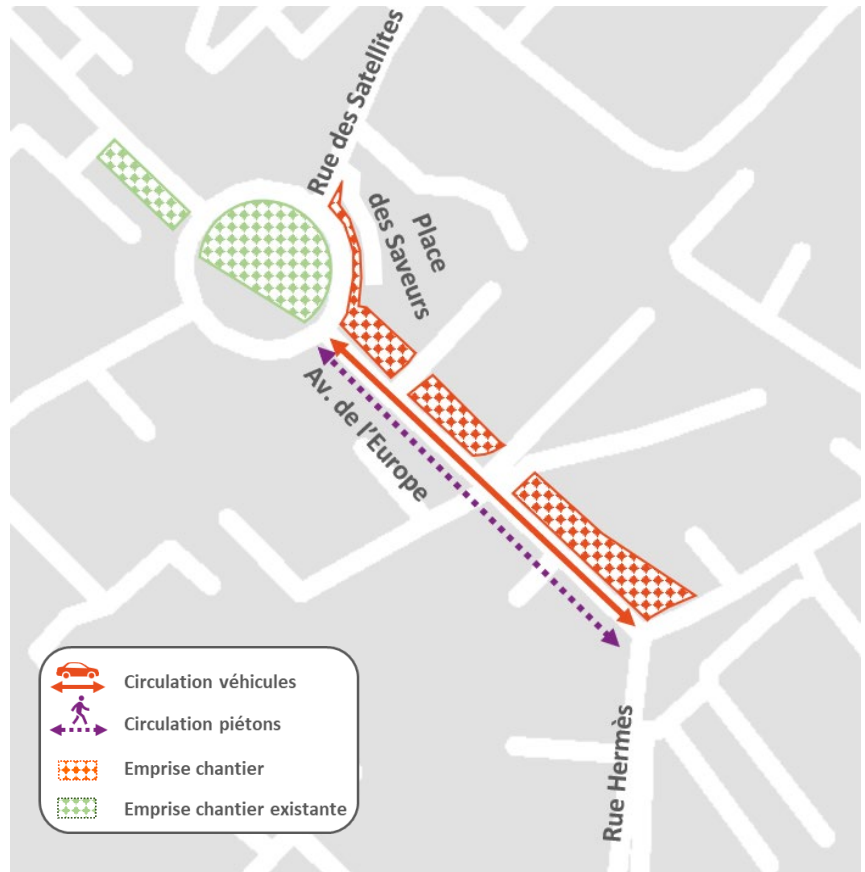 Rue des Satellites
Place
des Saveurs
Av. de l'Europe
Rue Hermès
Circulation véhicules
Circulation piétons
Emprise chantier
Emprise chantier existante